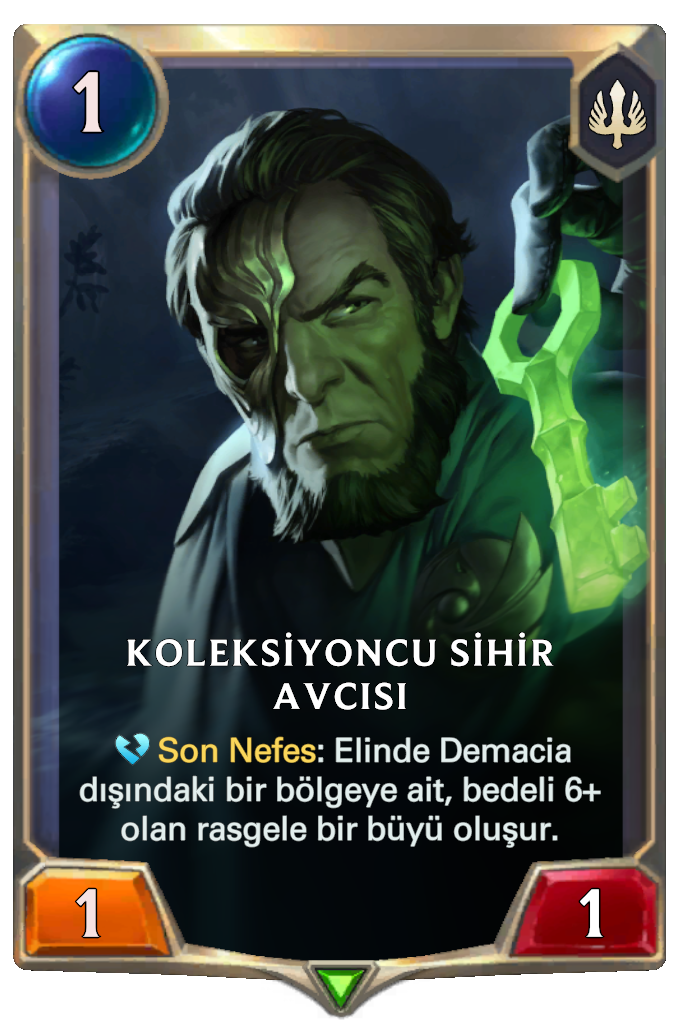 1
KOLEKSİYONCU SİHİR
AVCISI
Son Nefes: Elinde Demacia
dışındaki bir bölgeye ait, bedeli 6+
olan rasgele bir büyü oluşur.
1
1